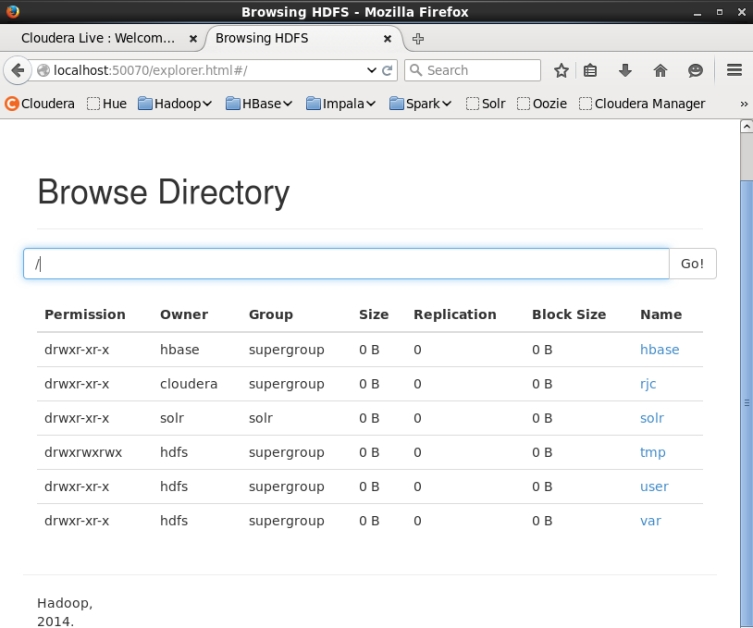 Browsing HDFS - Mozilla Firefox
Cloudera Live : Welcom... Browsing HDFS
localhost:50070/explorer.html#/ Search
Cloudera Hue Hadoop HBase Impala Spark Solr Oozie Cloudera Manager »
Browse Directory
/ Go!
Permission Owner Group Size Replication Block Size Name
drwxr-xr-x hbase supergroup 0 B 0 0 B hbase
drwxr-xr-x cloudera supergroup 0 B 0 0 B rjc
drwxr-xr-x solr solr 0 B 0 0 B solr
drwxrwxrwx hdfs supergroup 0 B 0 0 B tmp
drwxr-xr-x hdfs supergroup 0 B 0 0 B user
drwxr-xr-x hdfs supergroup 0 B 0 0 B var
Hadoop,
2014.